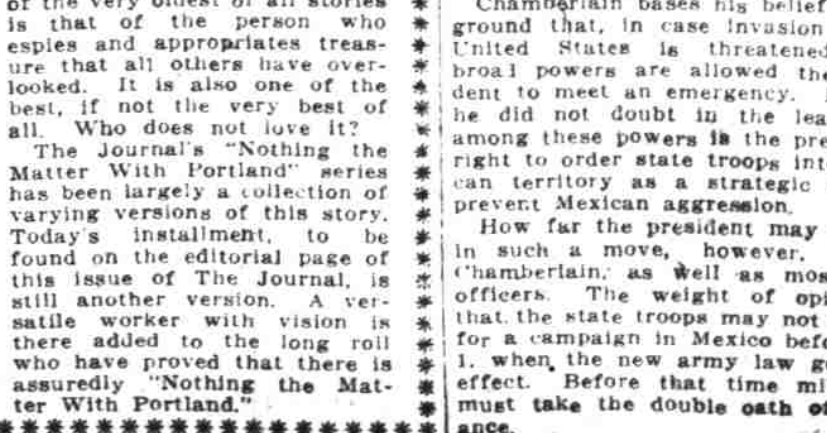 of the very oldest of all stories
is that of the person who
espies and appropriates treas-
ure that all others have over-
looked. It is also one of the
best, if not the very best of
all. Who does not love it?
The Journal's "Nothing the
Matter With Portland" series
has been largely a collection of
varying versions of this story.
Today's installment, to be
found on the editorial page of
this issue of The Journal, is
still another version. A ver-
satile worker with vision is
there added to the long roll
who have proved that there is
assuredly "Nothing the Mat-
ter With Portland."
* * * * * * * * * * * * * * * * * * * *
Chamberlain bases his belief
ground that, in case invasion
United States is threatened
broad powers are allowed the
dent to meet an emergency.
he did not doubt in the lea
among these powers is the pre
right to order state troops int
can territory as a strategic
prevent Mexican aggression.
How far the president may
in such a move, however,
Chamberlain, as well as mos
officers. The weight of opi
that the state troops may not
for a campaign in Mexico befo
1, when the new army law g
effect. Before that time mi
must take the double oath of
ance.